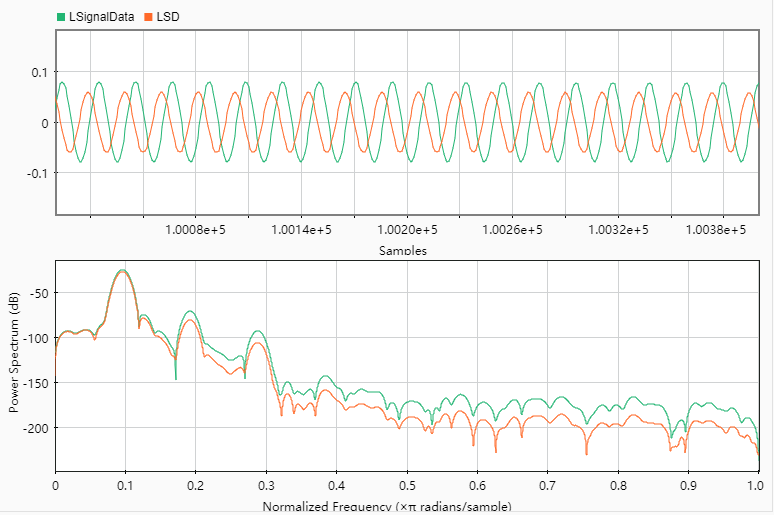 LSignalData LSD
0.1
0
-0.1
1.0008e+5 1.0014e+5 1.0020e+5 1.0026e+5 1.0032e+5 1.0038e+5
Samples
Power Spectrum (dB)
-50
-100
-150
-200
0 0.1 0.2 0.3 0.4 0.5 0.6 0.7 0.8 0.9 1.0
Normalized Frequency (×π radians/sample)